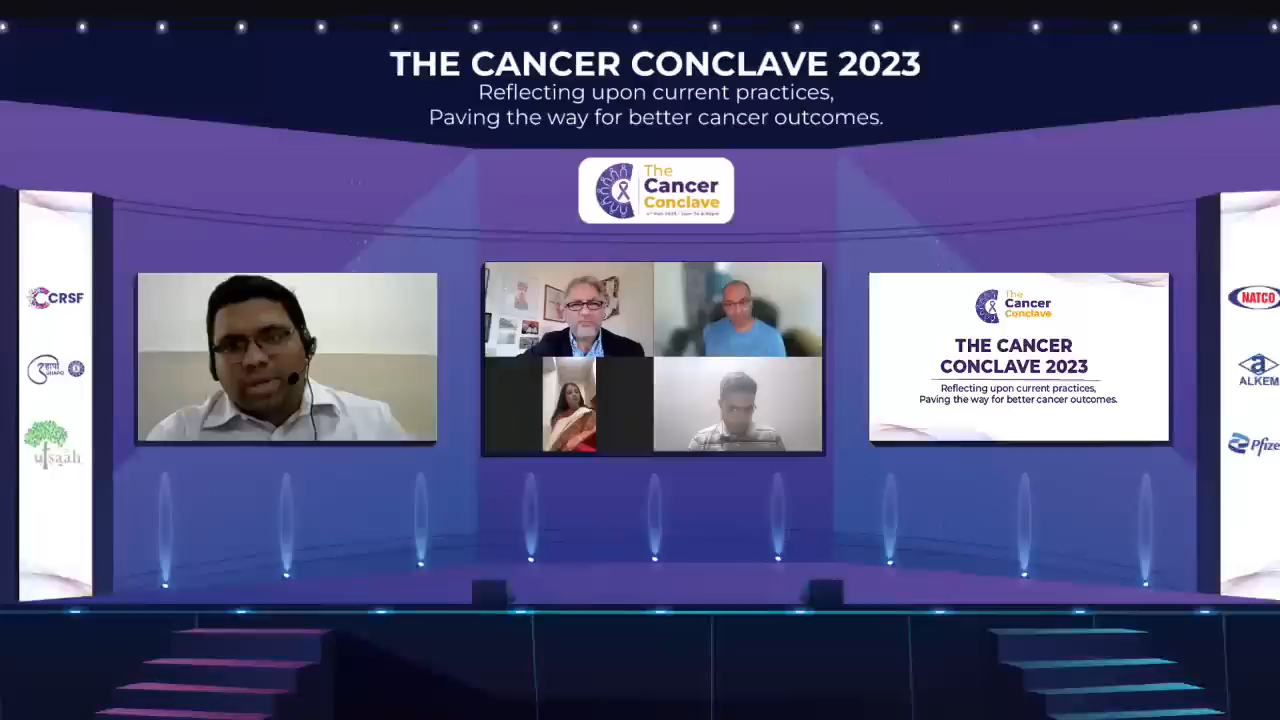 THE CANCER CONCLAVE 2023
Reflecting upon current practices,
Paving the way for better cancer outcomes.
The
Cancer
Conclave
CRSF
utsaah
The
Cancer
Conclave
THE CANCER
CONCLAVE 2023
Reflecting upon current practices,
Paving the way for better cancer outcomes.
NATCO
ALKEM
Pfizer